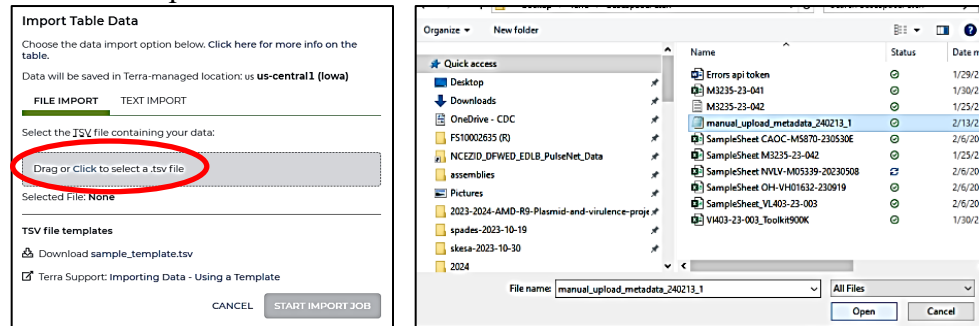 Import Table Data
Choose the data import option below. Click here for more info on the
table.
Data will be saved in Terra-managed location: us us-central1 (Iowa)
FILE IMPORT TEXT IMPORT
Select the TSV file containing your data:
Drag or Click to select a .tsv file
Selected File: None
TSV file templates
Download sample_template.tsv
Terra Support: Importing Data - Using a Template
CANCEL START IMPORT JOB
Organize New folder
Quick access
Desktop
Downloads
OneDrive - CDC
FS10002635 (R)
NCEZID_DFWED_EDLB_PulseNet_Data
assemblies
Pictures
2023-2024-AMD-R9-Plasmid-and-virulence-proje
spades-2023-10-19
skesa-2023-10-30
2024
Name Status Date m
Errors api token 1/29/2
M3235-23-041 1/30/2
M3235-23-042 1/25/2
manual_upload_metadata_240213_1 2/13/2
SampleSheet CAOC-M5870-230530E 2/6/20
SampleSheet M3235-23-042 1/25/2
SampleSheet NVLV-M05339-20230508 2/6/20
SampleSheet OH-VH01632-230919 2/6/20
SampleSheet_VL403-23-003 2/6/20
VI403-23-003_Toolkit900K 1/30/2
File name: manual_upload_metadata_240213_1 All Files
Open Cancel